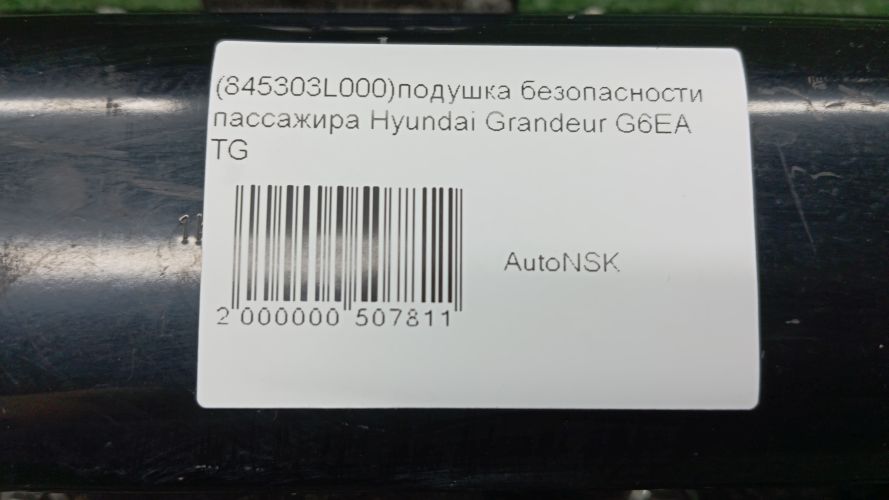 (845303L000)подушка безопасности
пассажира Hyundai Grandeur G6EA
TG
AutoNSK
2 000000 507811